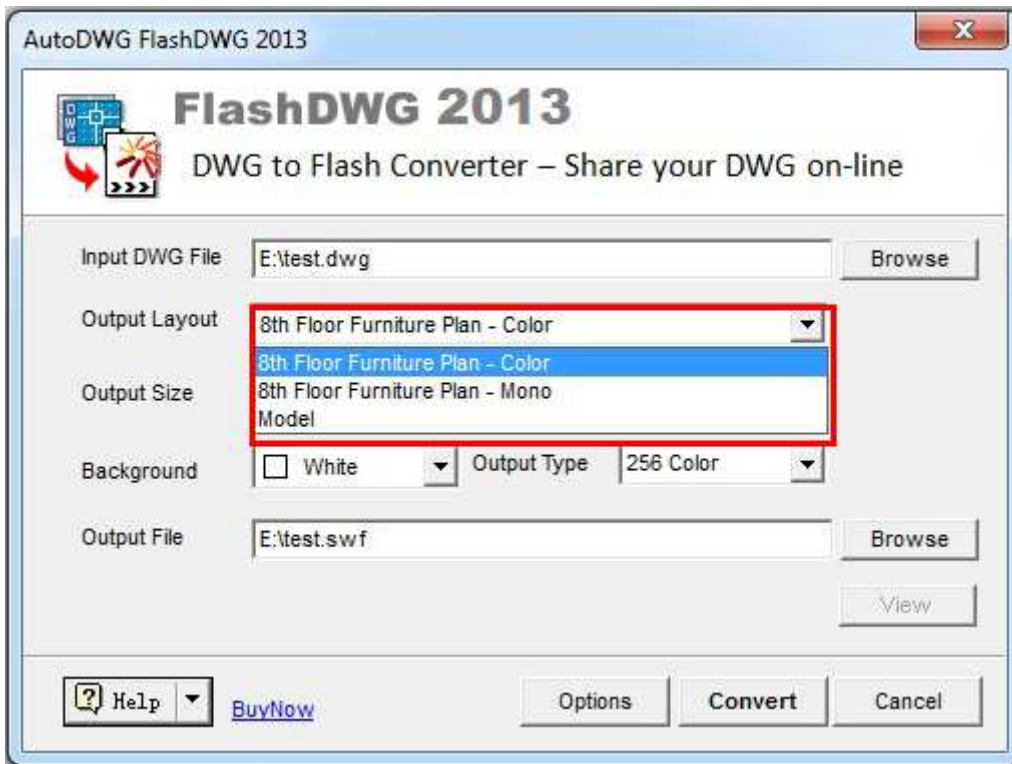 AutoDWG FlashDWG 2013
DWG
FlashDWG 2013
DWG to Flash Converter – Share your DWG on-line
Input DWG File E:\test.dwg Browse
Output Layout 8th Floor Furniture Plan - Color
8th Floor Furniture Plan - Color
Output Size 8th Floor Furniture Plan - Mono
Model
Background White Output Type 256 Color
Output File E:\test.swf Browse
View
Help BuyNow Options Convert Cancel